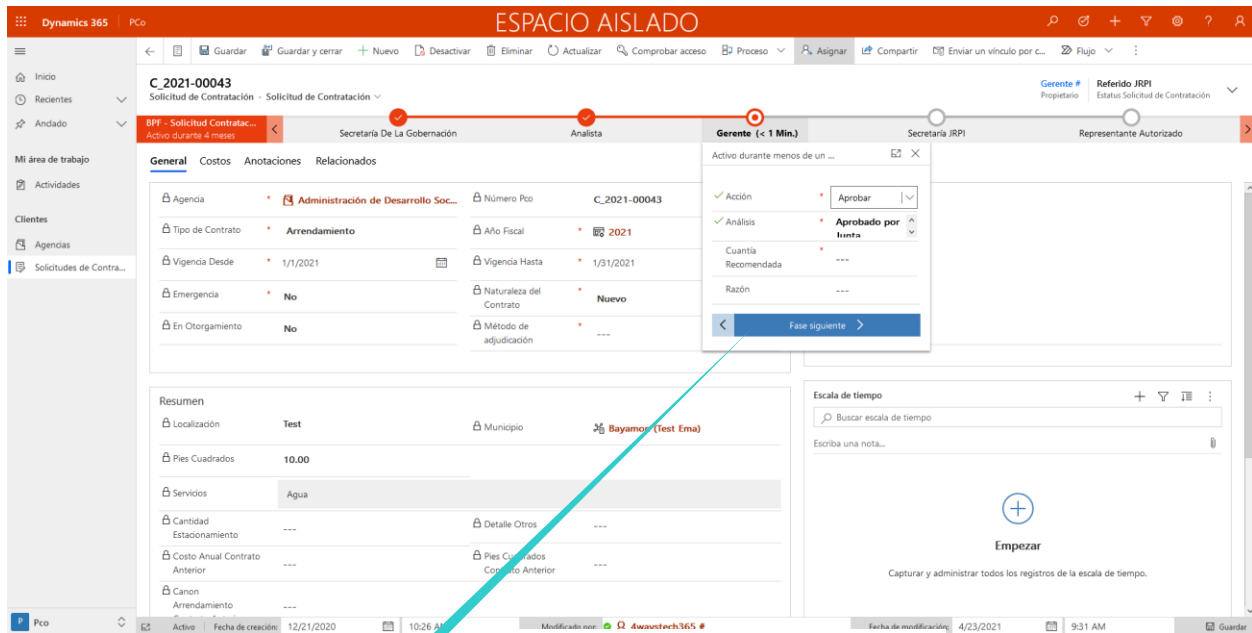 Dynamics 365 PCo ESPACIO AISLADO
Guardar Guardar y cerrar Nuevo Desactivar Eliminar Actualizar Comprobar acceso Proceso Asignar Compartir Enviar un vínculo por c... Flujo
Inicio
Recientes
Andado
Mi área de trabajo
Actividades
Clientes
Agencias
Solicitudes de Contra...
C_2021-00043
Solicitud de Contratación · Solicitud de Contratación
Gerente # Referido JRPI
Propietario Estatus Solicitud de Contratación
BPF - Solicitud Contratac...
Activo durante 4 meses
Secretaría De La Gobernación Analista Gerente (< 1 Min.) Secretaría JRPI Representante Autorizado
General Costos Anotaciones Relacionados
Activo durante menos de un ...
Acción * Aprobar
Análisis * Aprobado por
Junta
Cuantía
Recomendada * ---
Razón ---
Fase siguiente
Agencia * Administración de Desarrollo Soc... Número Pco C_2021-00043
Tipo de Contrato * Arrendamiento Año Fiscal * 2021
Vigencia Desde * 1/1/2021 Vigencia Hasta * 1/31/2021
Emergencia * No Naturaleza del
Contrato * Nuevo
En Otorgamiento No Método de
adjudicación * ---
Resumen
Localización Test Municipio Bayamon (Test Ema)
Pies Cuadrados 10.00
Servicios Agua
Cantidad
Estacionamiento --- Detalle Otros ---
Costo Anual Contrato
Anterior --- Pies Cuadrados
Contrato Anterior ---
Canon
Arrendamiento ---
Escala de tiempo
Buscar escala de tiempo
Escriba una nota...
Empezar
Capturar y administrar todos los registros de la escala de tiempo.
P Pco
Activo Fecha de creación: 12/21/2020 10:26 AM Modificado por: 4waystech365 # Fecha de modificación: 4/23/2021 9:31 AM Guardar